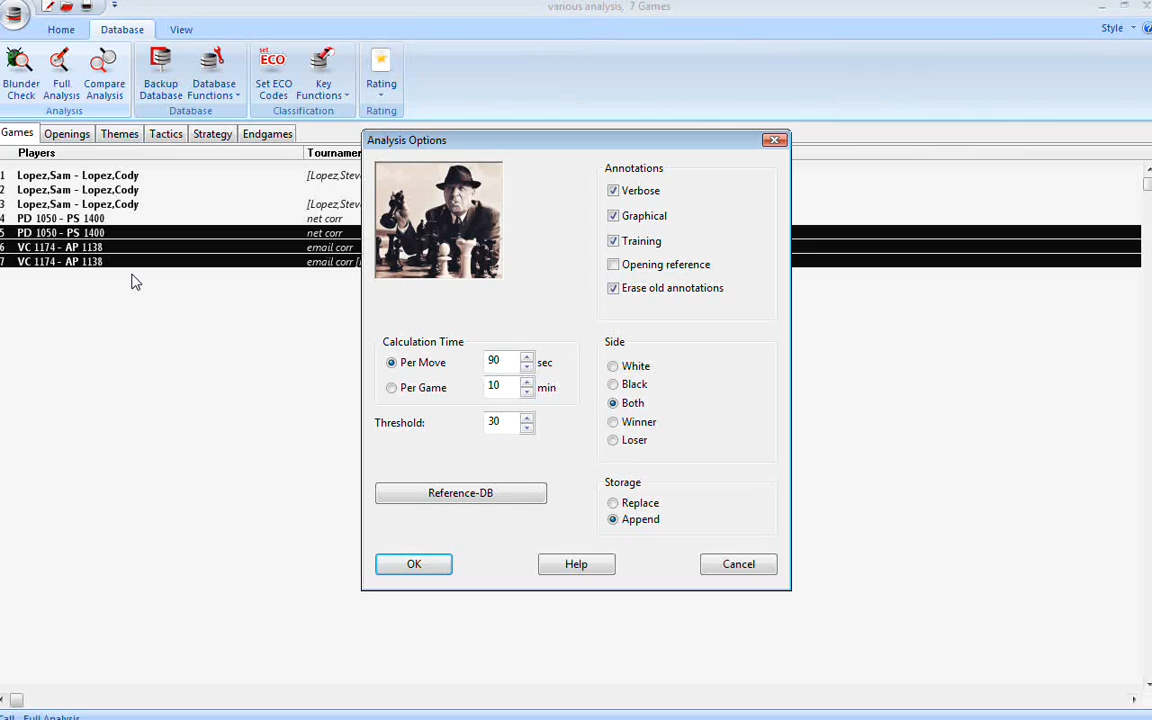 various analysis, 7 Games
Home Database View Style
Blunder Check
Full Analysis
Compare Analysis
Backup Database
Database Functions
set ECO
Set ECO Codes
Key Functions
Rating
Analysis Database Classification Rating
Games Openings Themes Tactics Strategy Endgames
Players Tournamen
1 Lopez,Sam - Lopez,Cody [Lopez,Stev
2 Lopez,Sam - Lopez,Cody
3 Lopez,Sam - Lopez,Cody [Lopez,Stev
4 PD 1050 - PS 1400 net corr
5 PD 1050 - PS 1400 net corr
6 VC 1174 - AP 1138 email corr
7 VC 1174 - AP 1138 email corr [
Analysis Options
Annotations
Verbose
Graphical
Training
Opening reference
Erase old annotations
Calculation Time
Per Move 90 sec
Per Game 10 min
Threshold: 30
Reference-DB
Side
White
Black
Both
Winner
Loser
Storage
Replace
Append
OK Help Cancel
Full Analysis